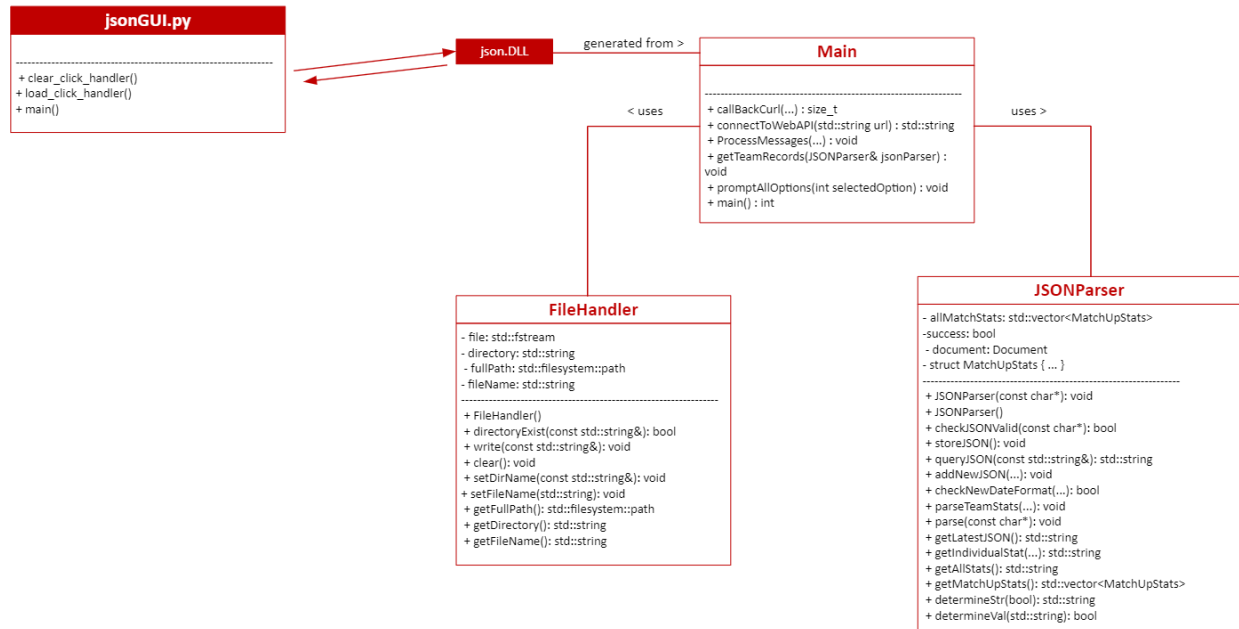 jsonGUI.py
+ clear_click_handler()
+ load_click_handler()
+ main()
json.DLL
generated from >
Main
+ callBackCurl(...) : size_t
+ connectToWebAPI(std::string url) : std::string
+ ProcessMessages(...) : void
+ getTeamRecords(JSONParser& jsonParser) :
void
+ promptAllOptions(int selectedOption) : void
+ main() : int
< uses
uses >
FileHandler
- file: std::fstream
- directory: std::string
- fullPath: std::filesystem::path
- fileName: std::string
+ FileHandler()
+ directoryExist(const std::string&): bool
+ write(const std::string&): void
+ clear(): void
+ setDirName(const std::string&): void
+ setFileName(std::string): void
+ getFullPath(): std::filesystem::path
+ getDirectory(): std::string
+ getFileName(): std::string
JSONParser
- allMatchStats: std::vector<MatchUpStats>
-success: bool
- document: Document
- struct MatchUpStats { ... }
+ JSONParser(const char*): void
+ JSONParser()
+ checkJSONValid(const char*): bool
+ storeJSON(): void
+ queryJSON(const std::string&): std::string
+ addNewJSON(...): void
+ checkNewDateFormat(...): bool
+ parseTeamStats(...): void
+ parse(const char*): void
+ getLatestJSON(): std::string
+ getIndividualStat(...): std::string
+ getAllStats(): std::string
+ getMatchUpStats(): std::vector<MatchUpStats>
+ determineStr(bool): std::string
+ determineVal(std::string): bool